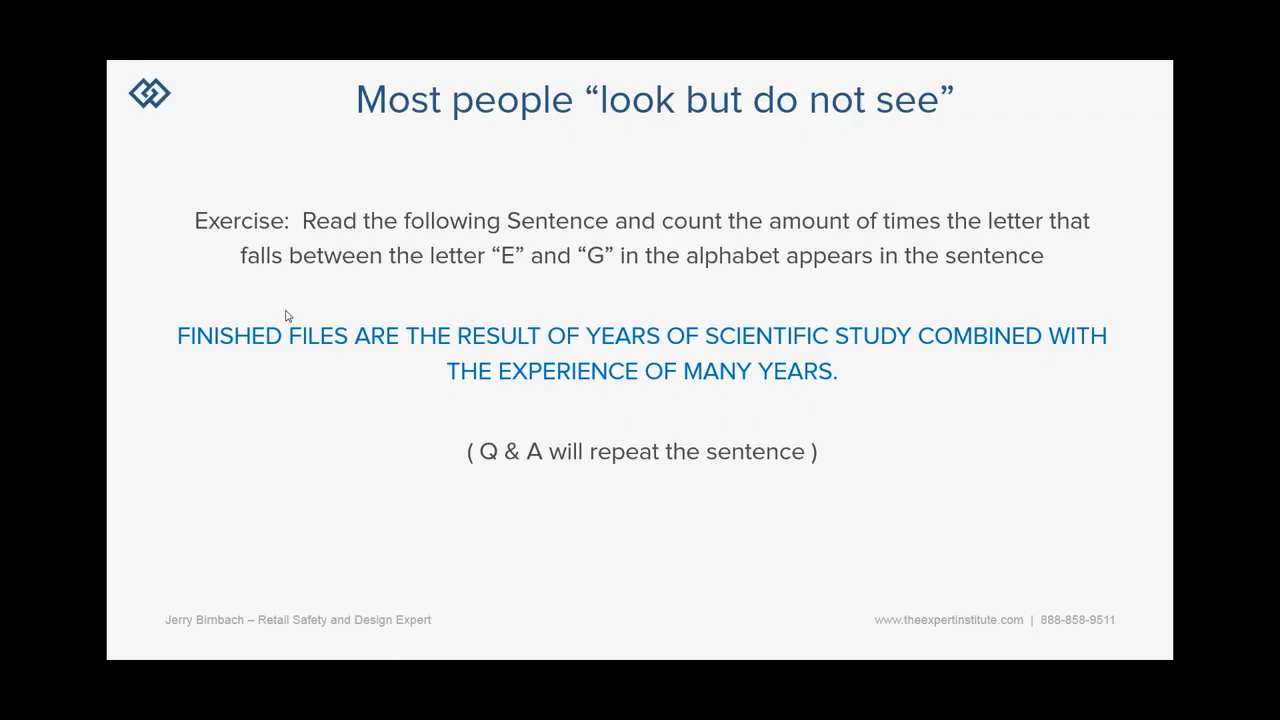 Most people “look but do not see”
Exercise:  Read the following Sentence and count the amount of times the letter that
falls between the letter “E” and “G” in the alphabet appears in the sentence
FINISHED FILES ARE THE RESULT OF YEARS OF SCIENTIFIC STUDY COMBINED WITH
THE EXPERIENCE OF MANY YEARS.
( Q & A will repeat the sentence )
Jerry Birnbach – Retail Safety and Design Expert
www.theexpertinstitute.com | 888-858-9511